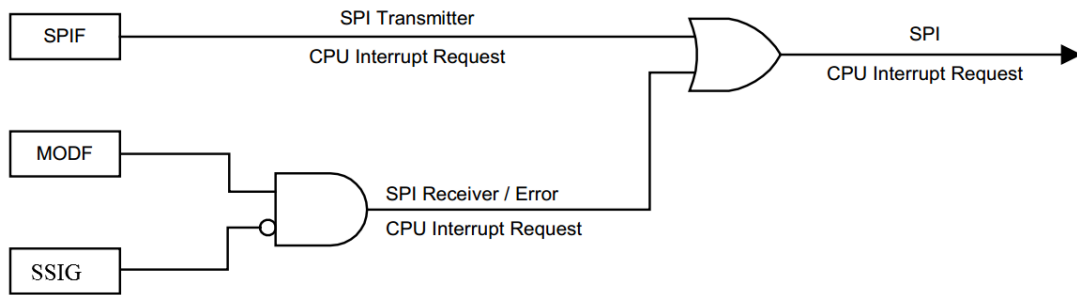 SPIF
SPI Transmitter
CPU Interrupt Request
SPI
CPU Interrupt Request
MODF
SPI Receiver / Error
CPU Interrupt Request
SSIG